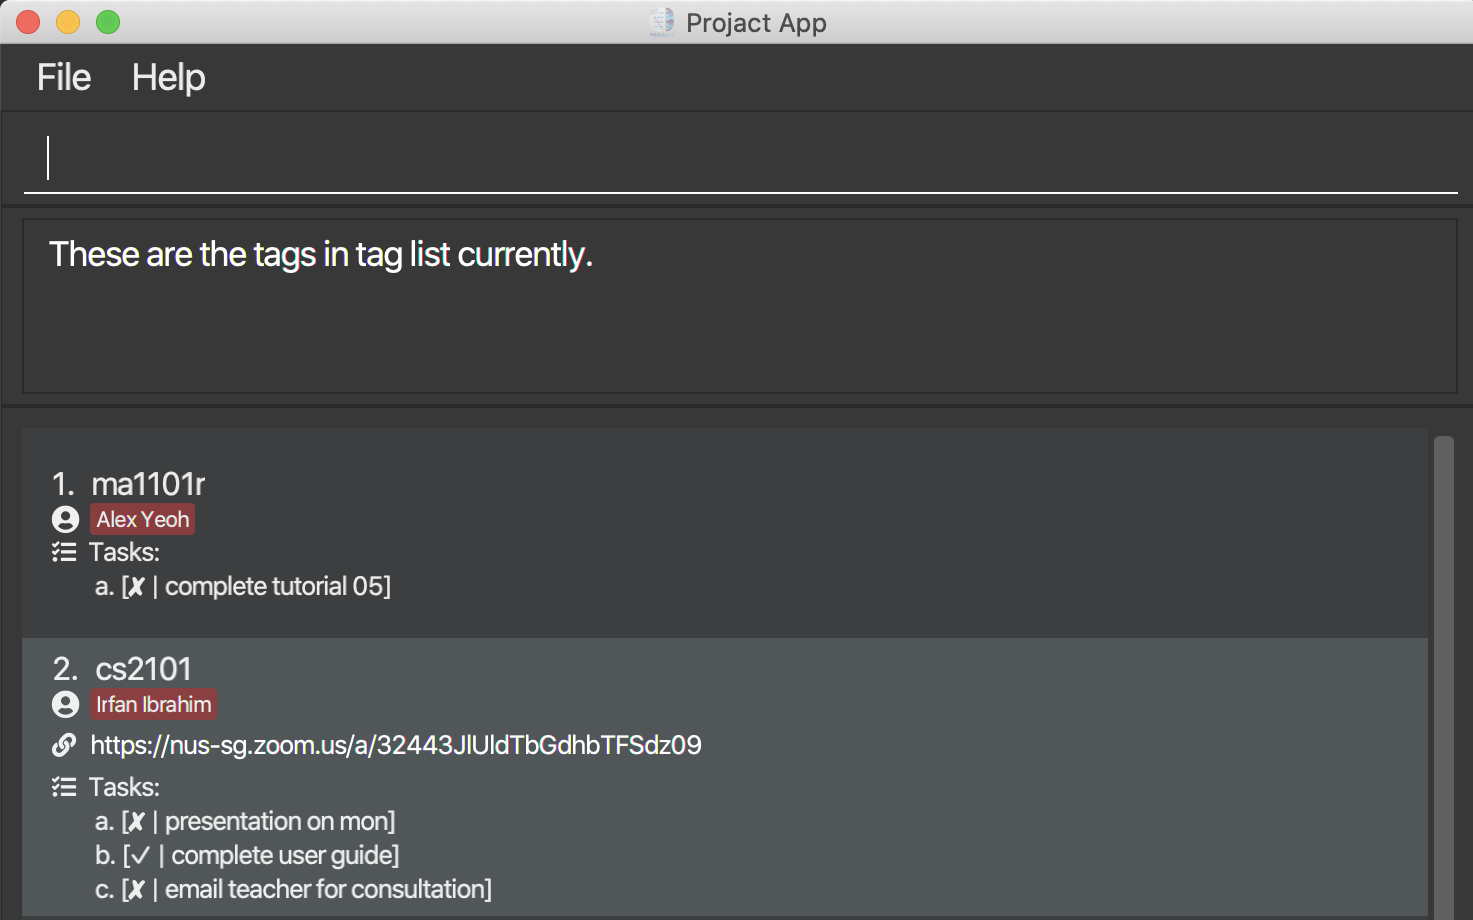 Projact App
File Help
These are the tags in tag list currently.
1. ma1101r
Alex Yeoh
Tasks:
a. [✘ | complete tutorial 05]
2. cs2101
Irfan Ibrahim
https://nus-sg.zoom.us/a/32443JlUldTbGdhbTFSdz09
Tasks:
a. [✘ | presentation on mon]
b. [✓ | complete user guide]
c. [✘ | email teacher for consultation]